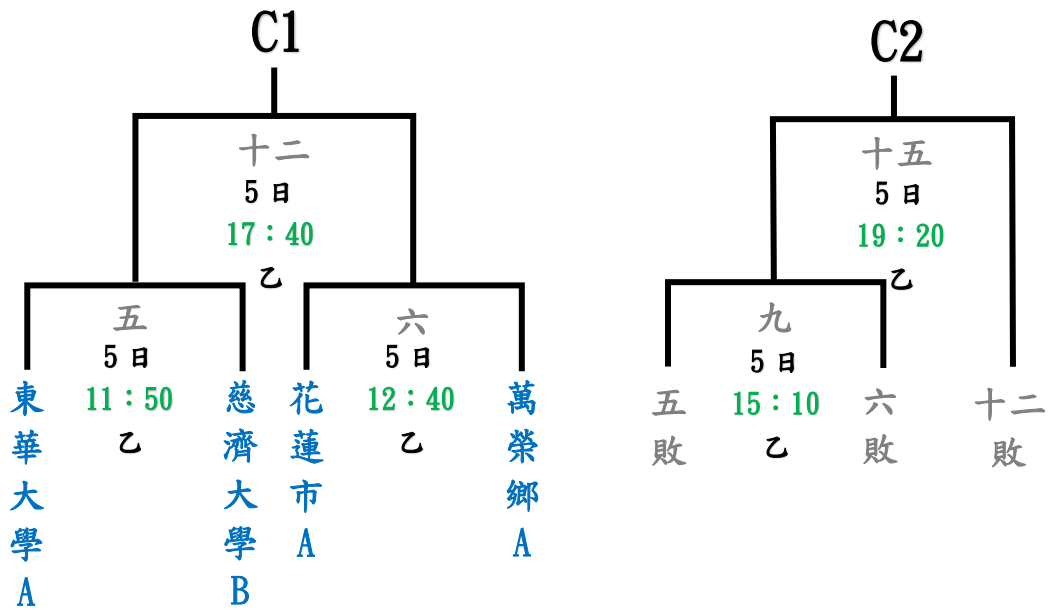 C1
十二
5日
17：40
乙
五
5日
11：50
乙
六
5日
12：40
乙
東華大學A
慈濟大學B
花蓮市A
萬榮鄉A
C2
十五
5日
19：20
乙
九
5日
15：10
乙
五敗
六敗
十二敗